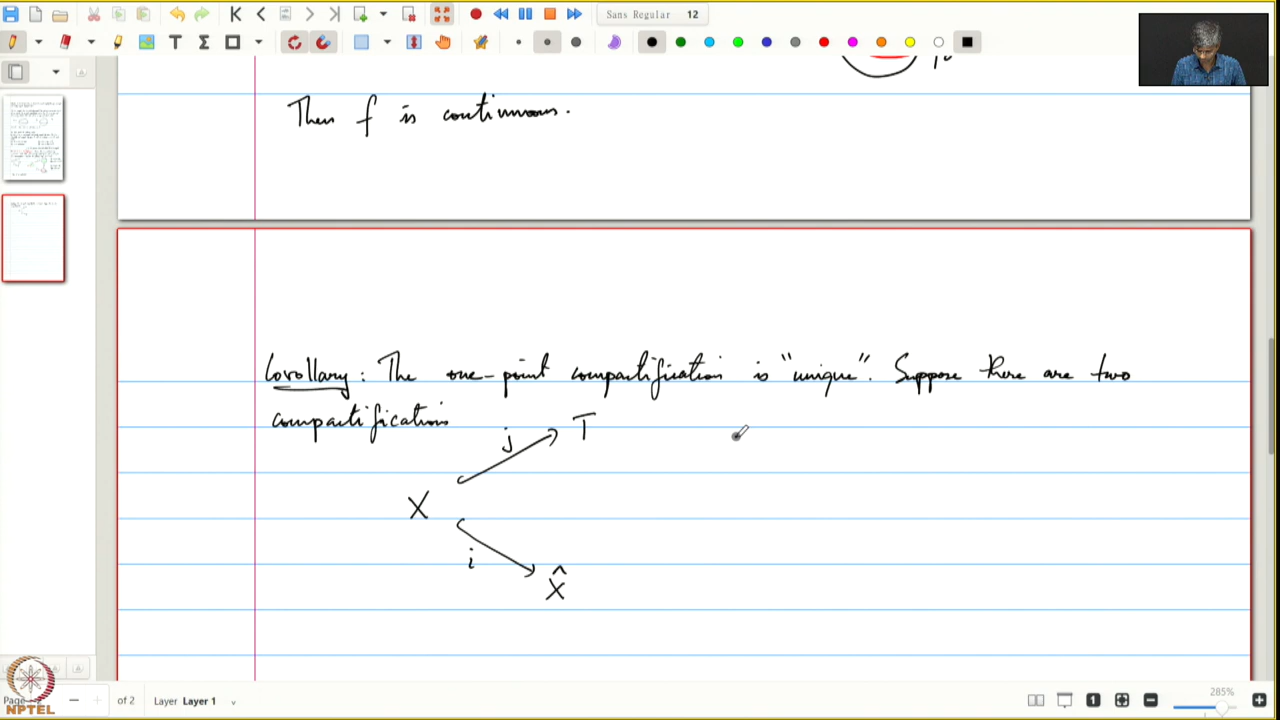 Sans Regular 12
Then f is continuous.
Corollary : The one-point compactification is "unique". Suppose there are two
compactifications
j T
X
i X̂
NPTEL
of 2 Layer Layer 1
285%